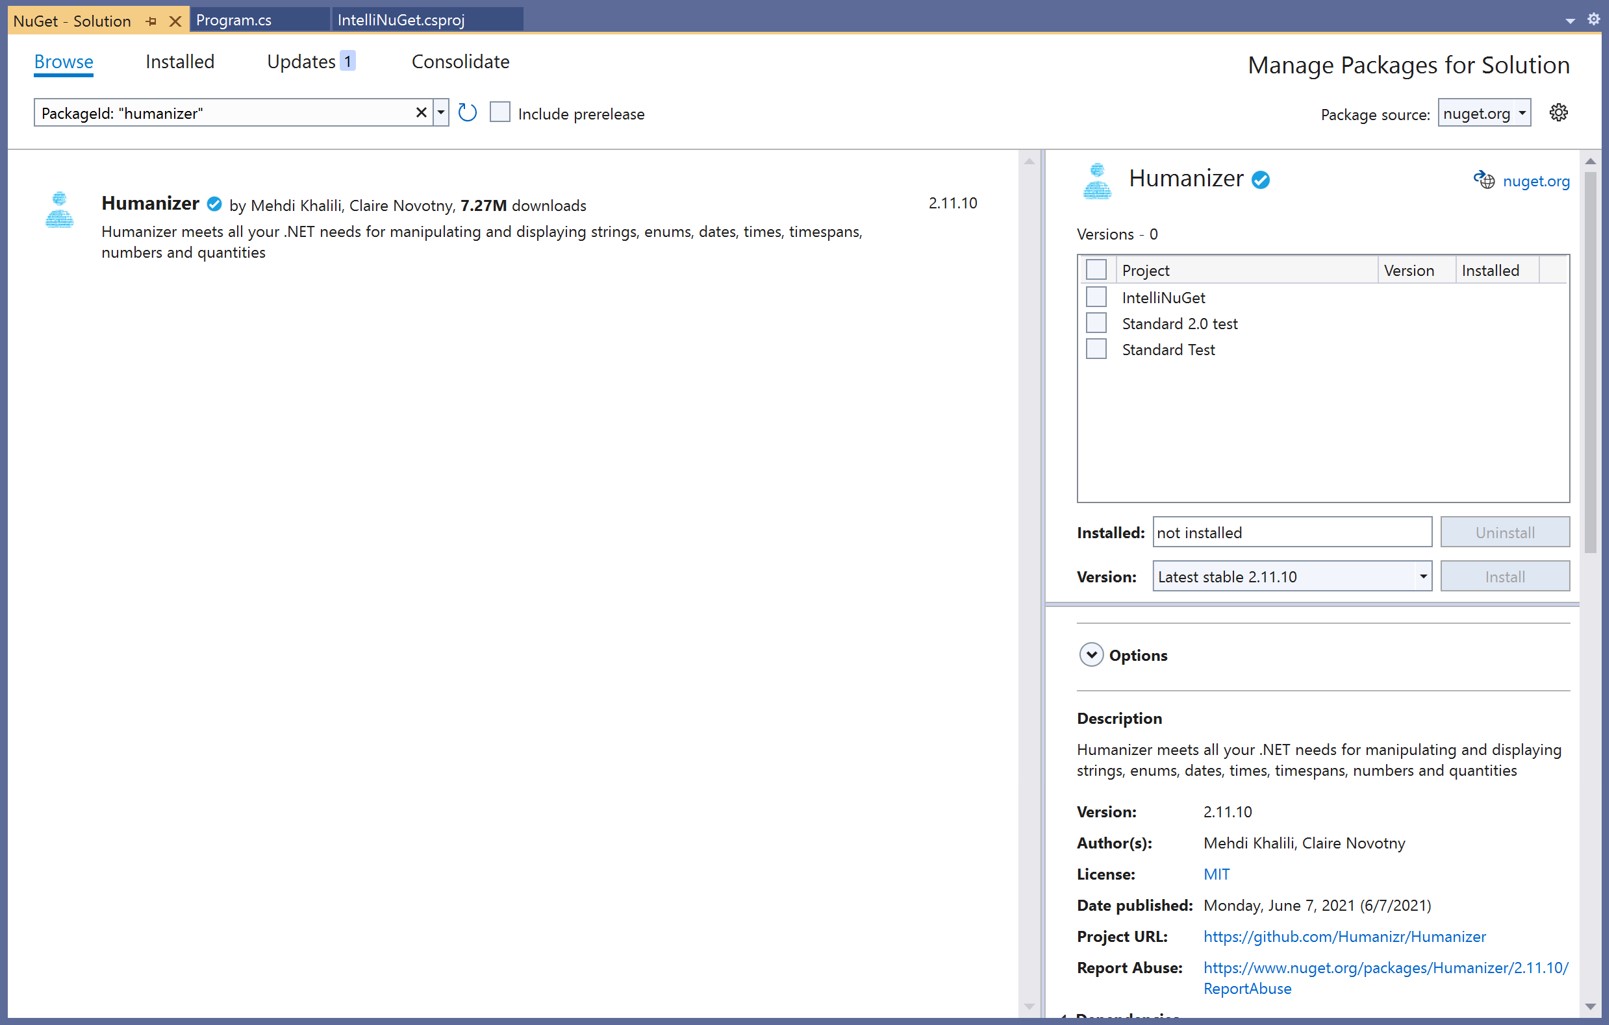 NuGet - Solution
Program.cs
IntelliNuGet.csproj
Browse
Installed
Updates 1
Consolidate
Manage Packages for Solution
PackageId: "humanizer"
Include prerelease
Package source: nuget.org
Humanizer by Mehdi Khalili, Claire Novotny, 7.27M downloads
2.11.10
Humanizer meets all your .NET needs for manipulating and displaying strings, enums, dates, times, timespans,
numbers and quantities
Humanizer
nuget.org
Versions - 0
Project Version Installed
IntelliNuGet
Standard 2.0 test
Standard Test
Installed: not installed Uninstall
Version: Latest stable 2.11.10 Install
Options
Description
Humanizer meets all your .NET needs for manipulating and displaying
strings, enums, dates, times, timespans, numbers and quantities
Version: 2.11.10
Author(s): Mehdi Khalili, Claire Novotny
License: MIT
Date published: Monday, June 7, 2021 (6/7/2021)
Project URL: https://github.com/Humanizr/Humanizer
Report Abuse: https://www.nuget.org/packages/Humanizer/2.11.10/
ReportAbuse